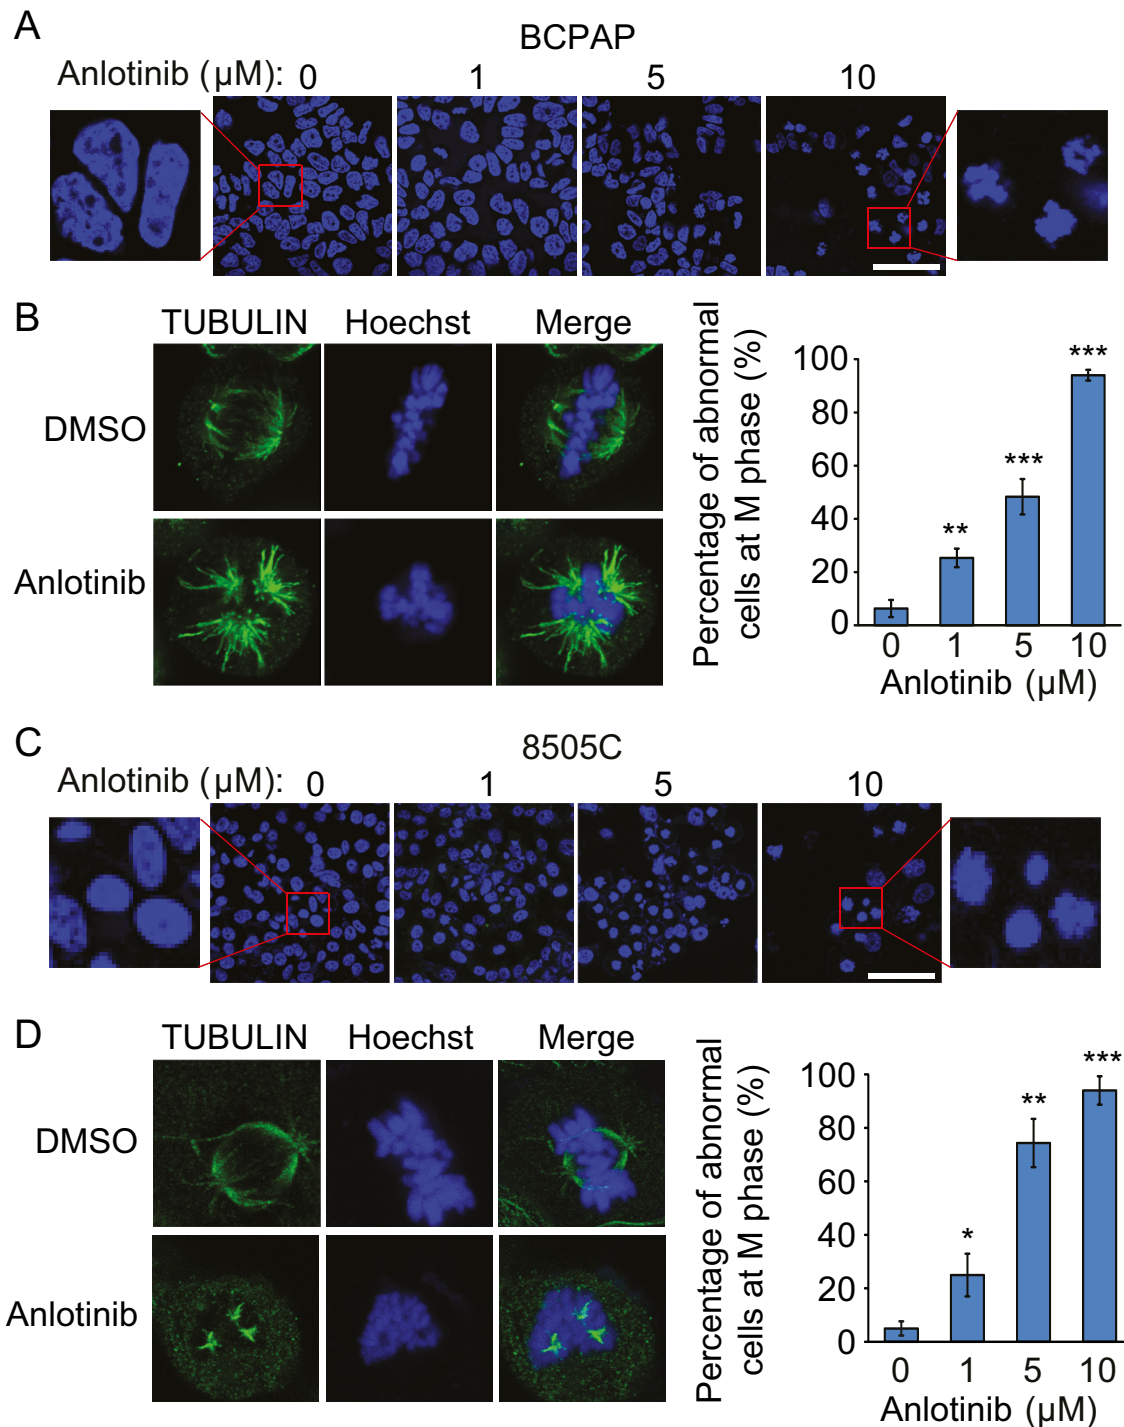 A
BCPAP
Anlotinib (µM): 0 1 5 10
B
TUBULIN Hoechst Merge
DMSO
Anlotinib
Percentage of abnormal
cells at M phase (%)
100
80
60
40
20
0
**
***
***
0 1 5 10
Anlotinib (µM)
C
8505C
Anlotinib (µM): 0 1 5 10
D
TUBULIN Hoechst Merge
DMSO
Anlotinib
Percentage of abnormal
cells at M phase (%)
100
80
60
40
20
0
*
**
***
0 1 5 10
Anlotinib (µM)